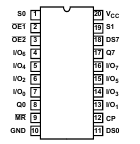 S0 1 20 VCC
OE1 2 19 S1
OE2 3 18 DS7
I/O6 4 17 Q7
I/O4 5 16 I/O7
I/O2 6 15 I/O5
I/O0 7 14 I/O3
Q0 8 13 I/O1
MR 9 12 CP
GND 10 11 DS0